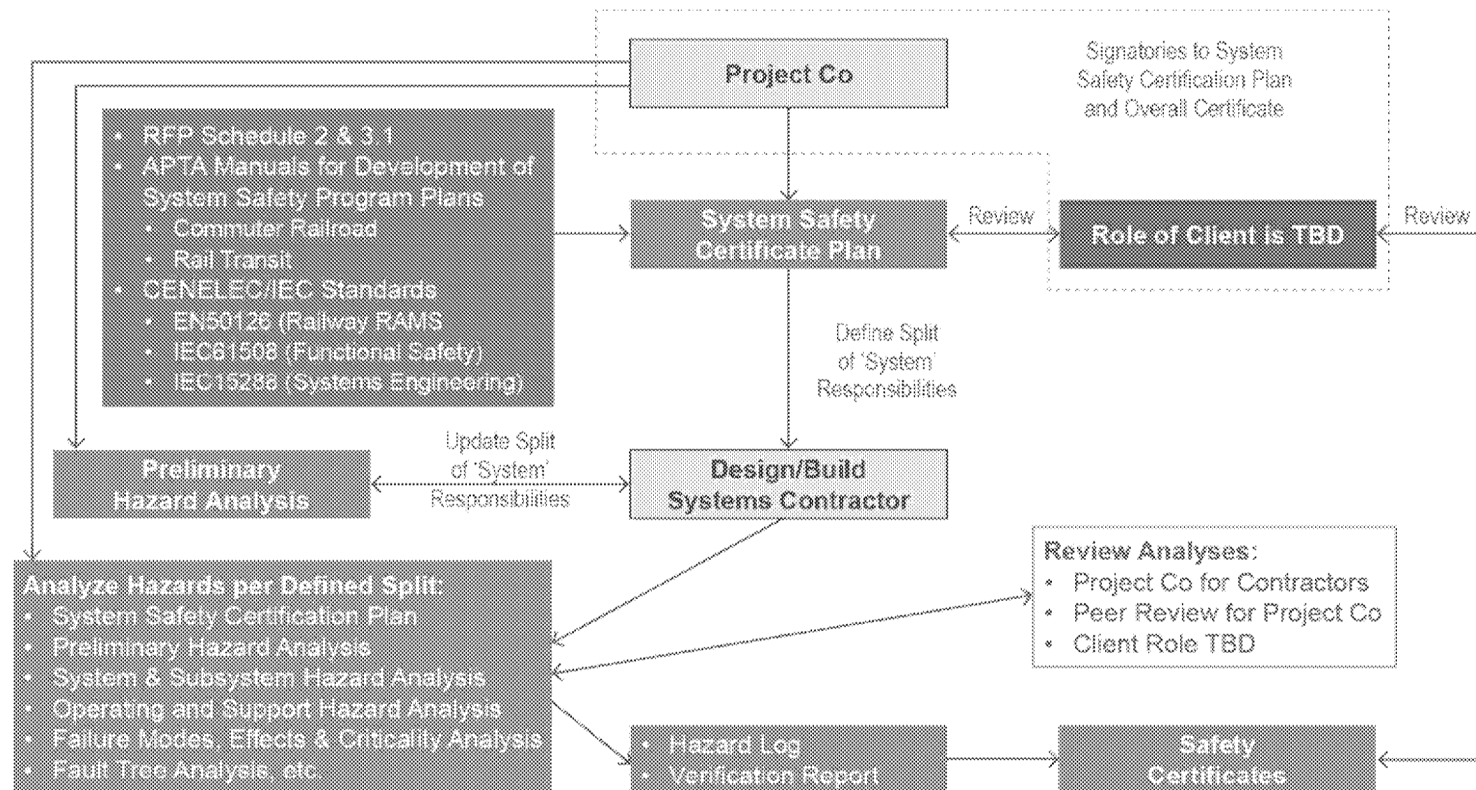 Project Co
Signatories to System
Safety Certification Plan
and Overall Certificate
• RFP Schedule 2 & 3.1
• APTA Manuals for Development of
System Safety Program Plans
• Commuter Railroad
• Rail Transit
• CENELEC/IEC Standards
• EN50126 (Railway RAMS
• IEC61508 (Functional Safety)
• IEC15288 (Systems Engineering)
System Safety
Certificate Plan
Review
Role of Client is TBD
Review
Define Split
of 'System'
Responsibilities
Preliminary
Hazard Analysis
Update Split
of 'System'
Responsibilities
Design/Build
Systems Contractor
Analyze Hazards per Defined Split:
• System Safety Certification Plan
• Preliminary Hazard Analysis
• System & Subsystem Hazard Analysis
• Operating and Support Hazard Analysis
• Failure Modes, Effects & Criticality Analysis
• Fault Tree Analysis, etc.
Review Analyses:
• Project Co for Contractors
• Peer Review for Project Co
• Client Role TBD
• Hazard Log
• Verification Report
Safety
Certificates